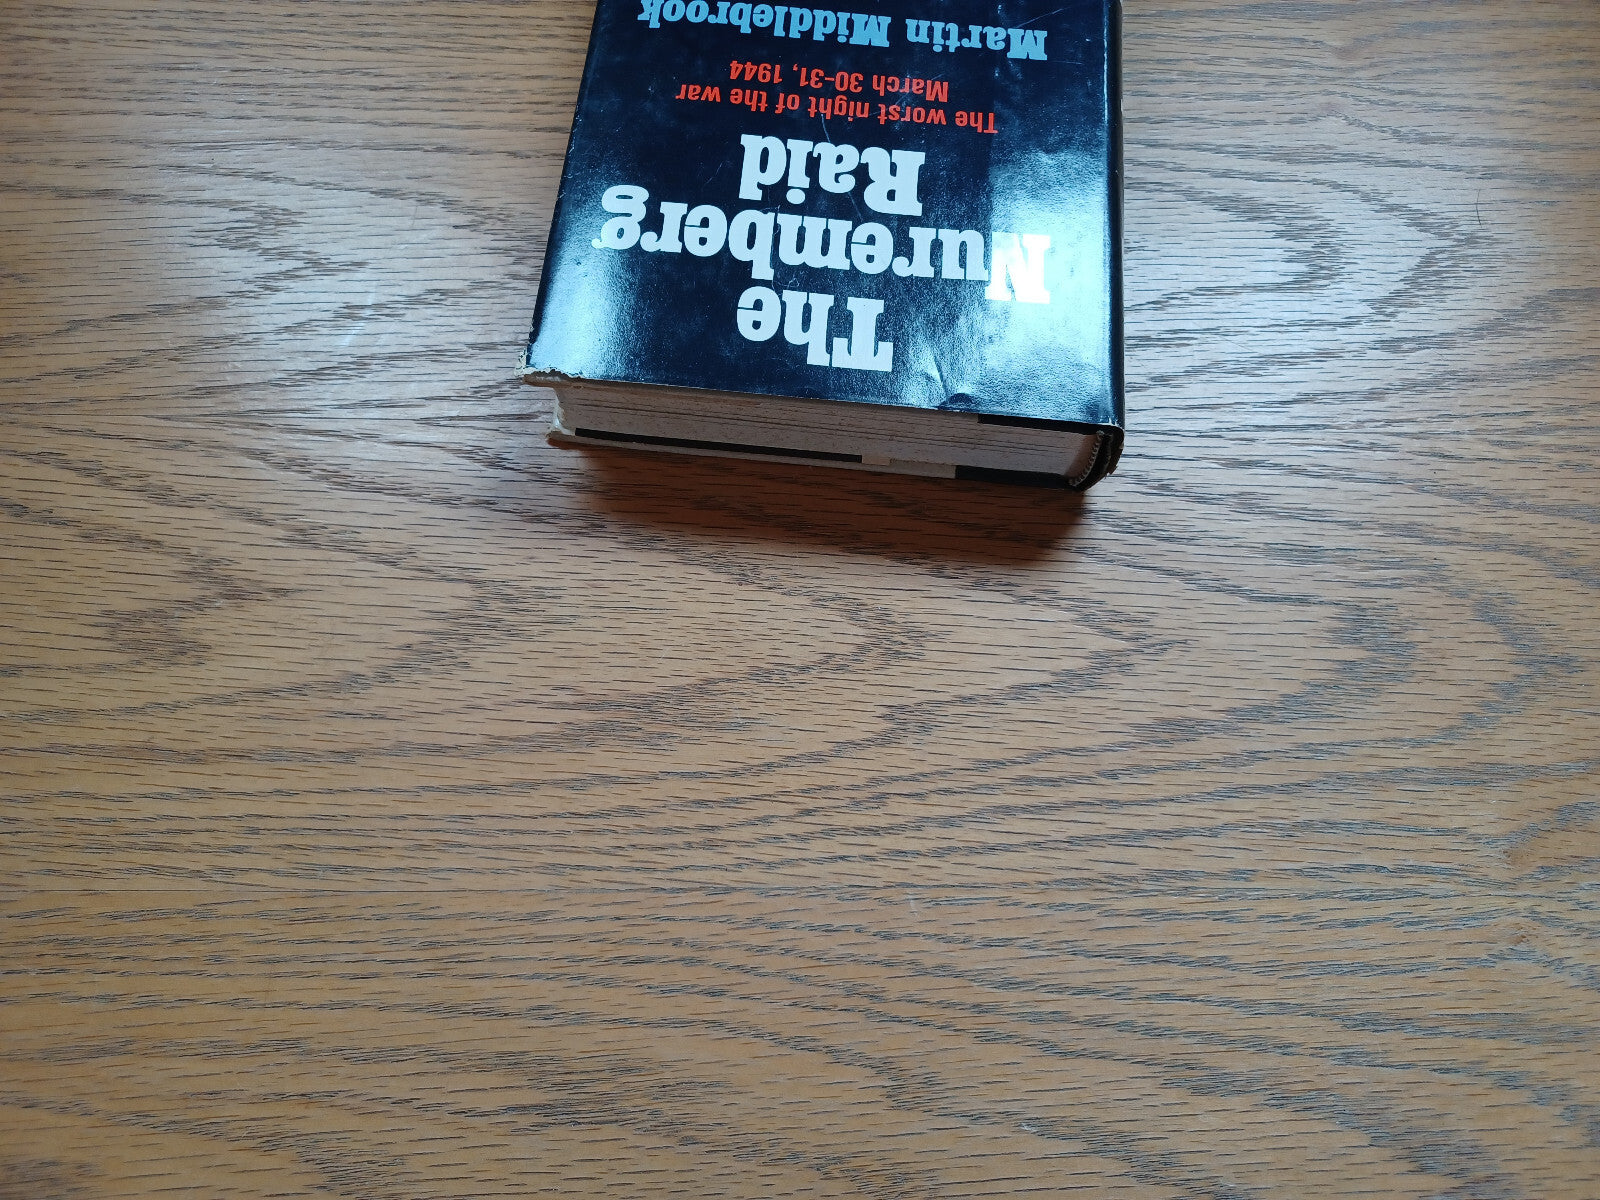 The
Nuremberg
Raid
The worst night of the war
March 30-31, 1944
Martin Middlebrook